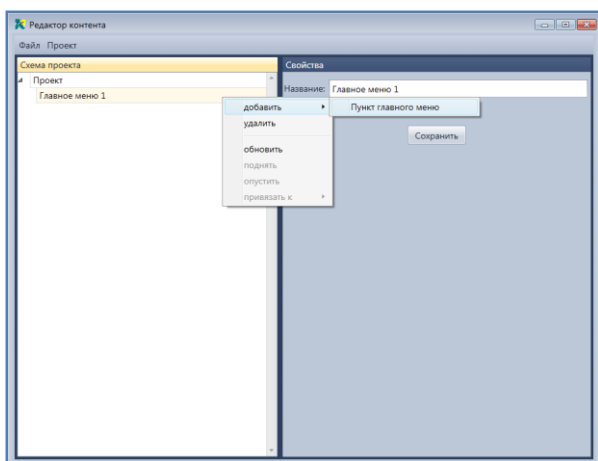 Редактор контента
Файл Проект
Схема проекта
Свойства
Проект
Название: Главное меню 1
Главное меню 1
добавить
Пункт главного меню
удалить
Сохранить
обновить
поднять
опустить
привязать к